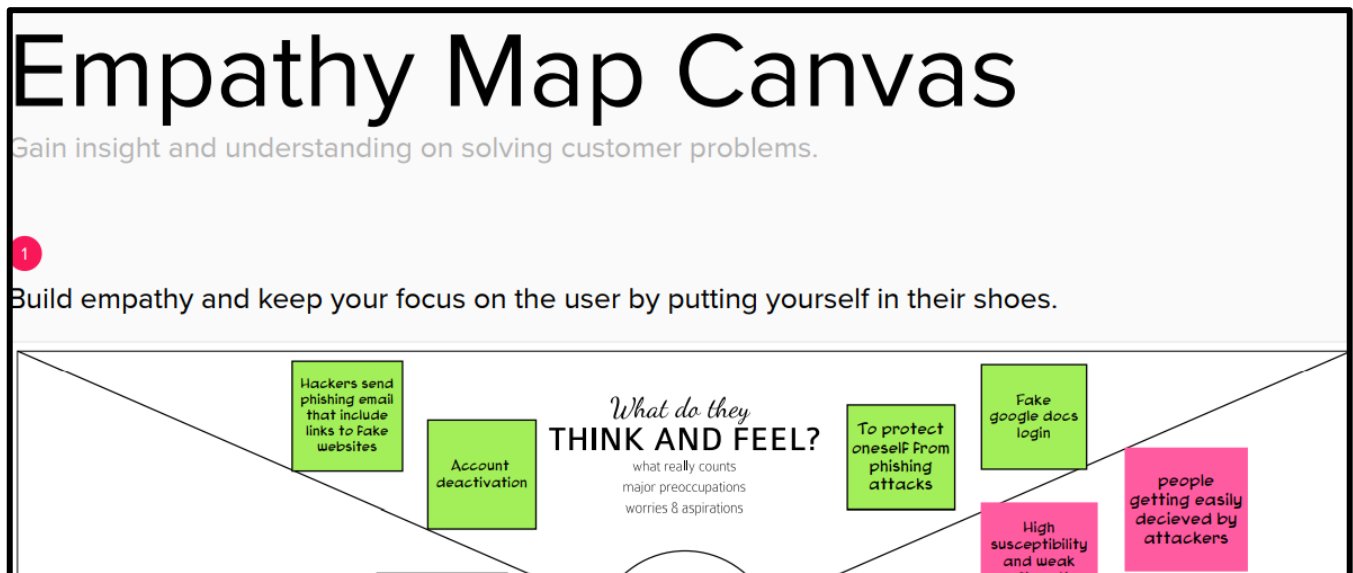 Empathy Map Canvas
Gain insight and understanding on solving customer problems.
1
Build empathy and keep your focus on the user by putting yourself in their shoes.
Hackers send
phishing email
that include
links to fake
websites
Account
deactivation
What do they
THINK AND FEEL?
what really counts
major preoccupations
worries & aspirations
To protect
oneself from
phishing
attacks
Fake
google docs
login
people
getting easily
decieved by
attackers
High
susceptibility
and weak